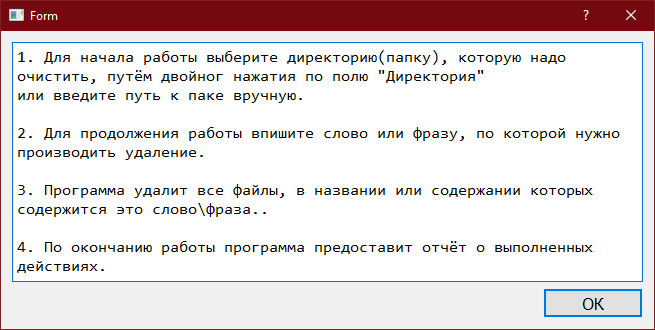 Form
1. Для начала работы выберите директорию(папку), которую надо
очистить, путём двойног нажатия по полю "Директория"
или введите путь к паке вручную.
2. Для продолжения работы впишите слово или фразу, по которой нужно
производить удаление.
3. Программа удалит все файлы, в названии или содержании которых
содержится это слово\фраза..
4. По окончанию работы программа предоставит отчёт о выполненных
действиях.
ОК